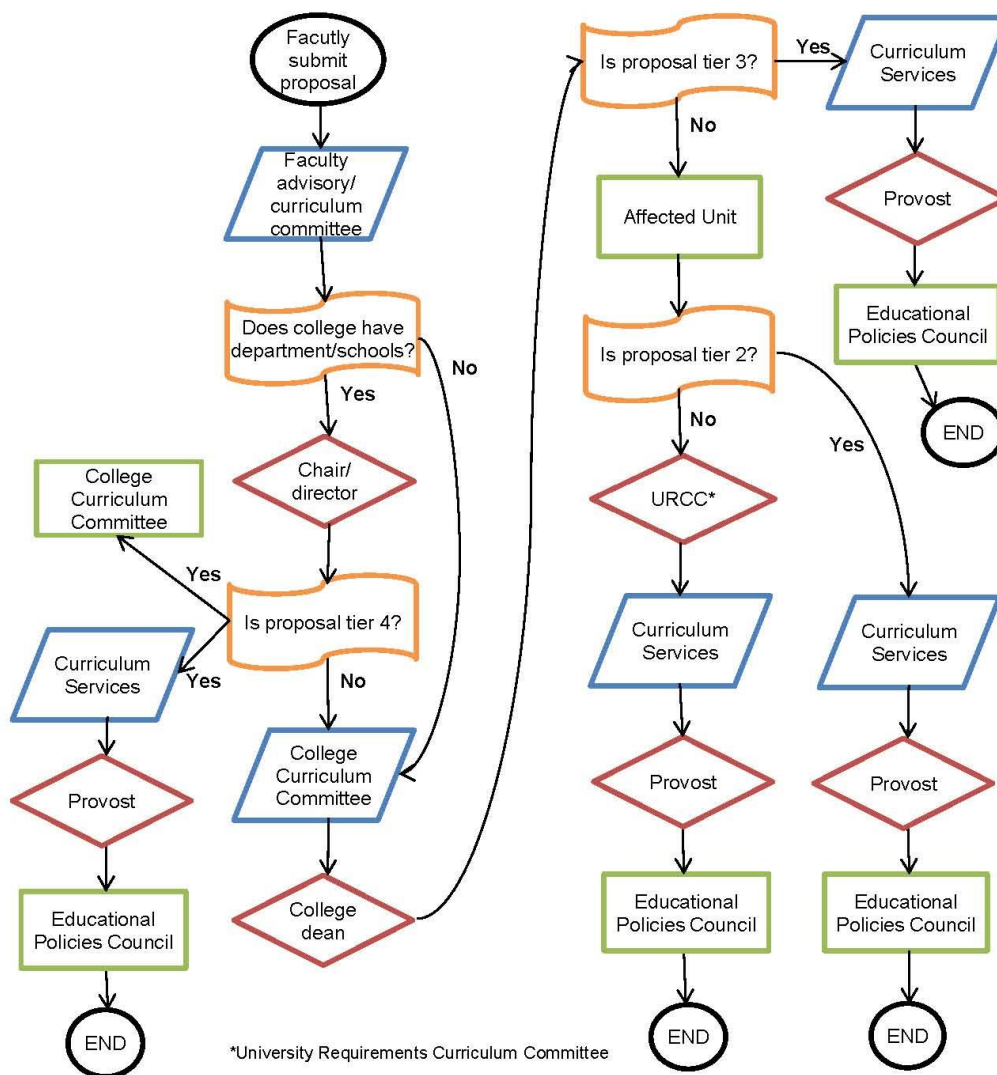 Facutly
submit
proposal
Faculty
advisory/
curriculum
committee
Does college have
department/schools?
No
Yes
Chair/
director
College
Curriculum
Committee
Yes
Is proposal tier 4?
Yes
No
Curriculum
Services
Provost
Educational
Policies Council
END
College
Curriculum
Committee
College
dean
Is proposal tier 3?
Yes
Curriculum
Services
Provost
Educational
Policies Council
END
No
Affected Unit
Is proposal tier 2?
No
Yes
URCC*
Curriculum
Services
Provost
Educational
Policies Council
END
Curriculum
Services
Provost
Educational
Policies Council
END
*University Requirements Curriculum Committee